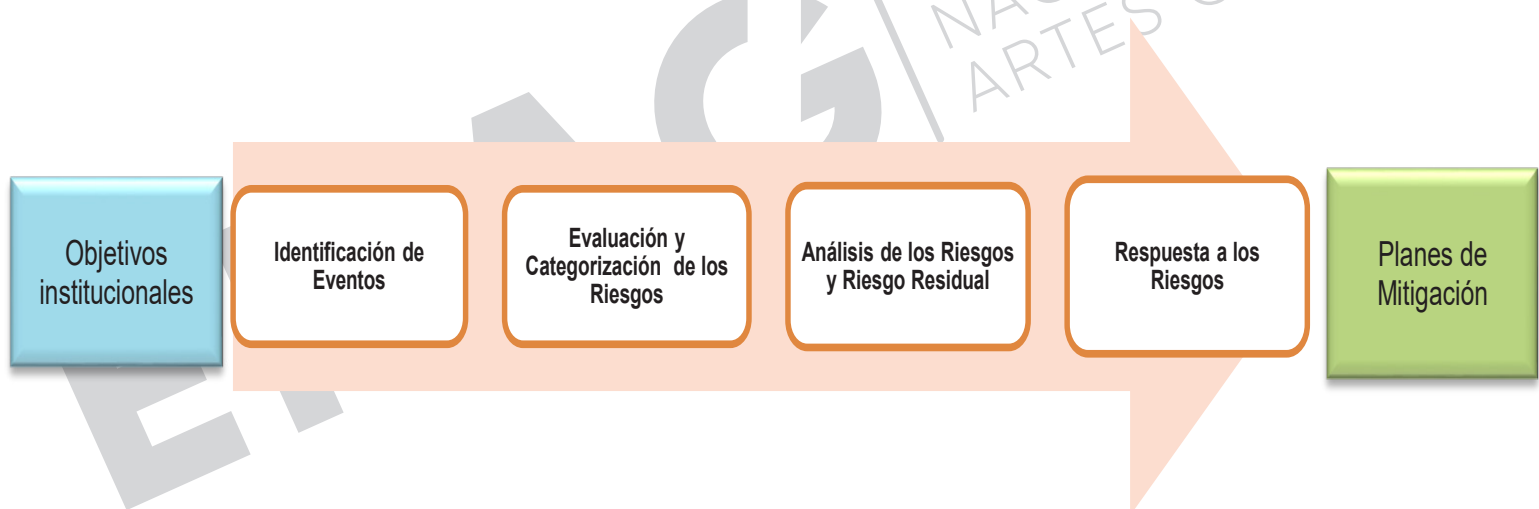 ARTES
Objetivos
institucionales
Identificación de
Eventos
Evaluación y
Categorización de los
Riesgos
Análisis de los Riesgos
y Riesgo Residual
Respuesta a los
Riesgos
Planes de
Mitigación